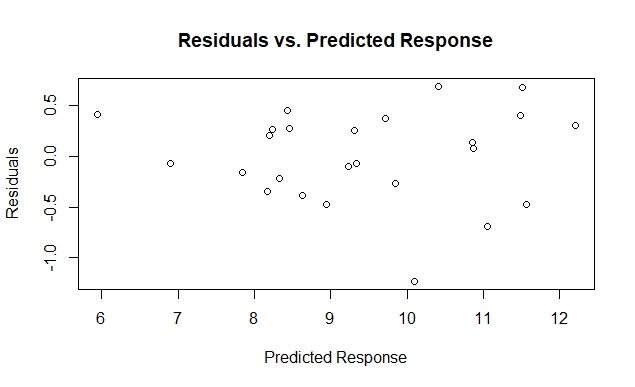 Residuals vs. Predicted Response
Residuals
0.5
0.0
-0.5
-1.0
6 7 8 9 10 11 12
Predicted Response